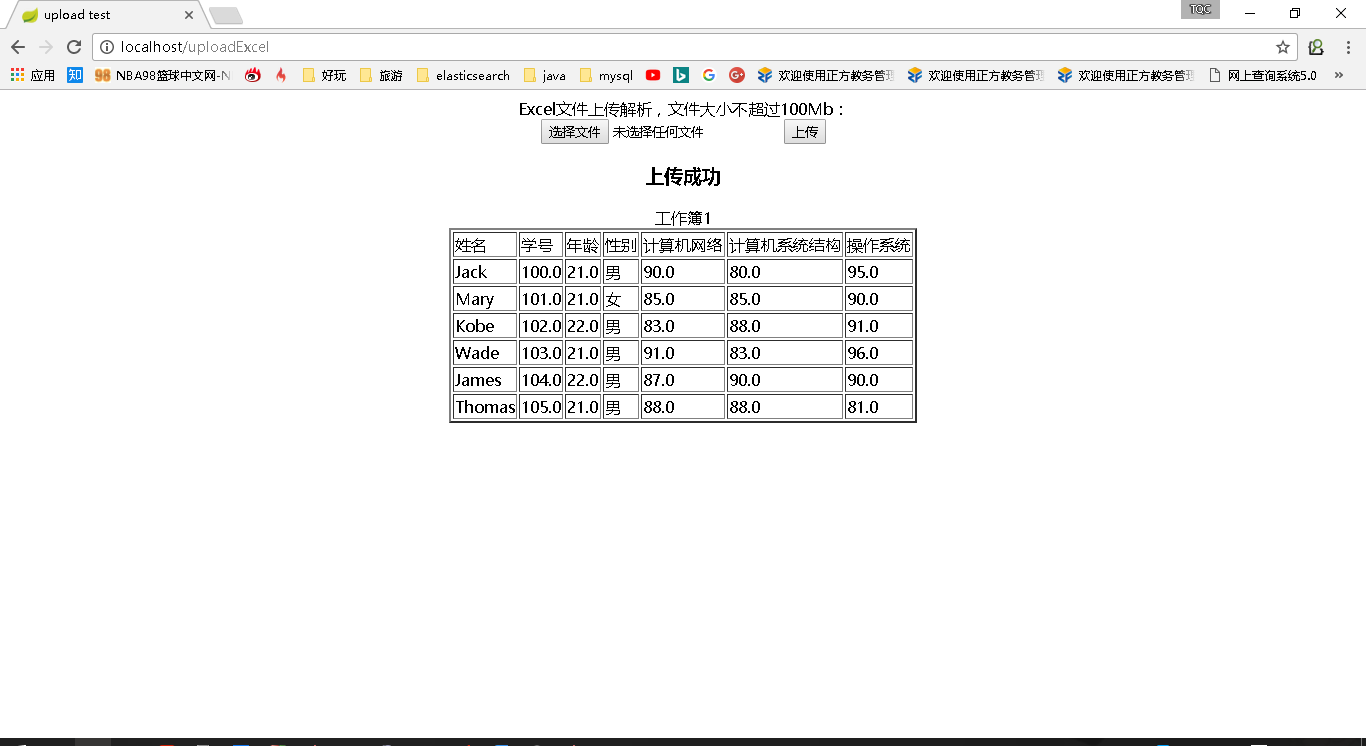 upload test
TQC
localhost/uploadExcel
应用 知 98 NBA98篮球中文网-N 好玩 旅游 elasticsearch java mysql 欢迎使用正方教务管理 欢迎使用正方教务管理 欢迎使用正方教务管理 网上查询系统5.0 »
Excel文件上传解析，文件大小不超过100Mb：
选择文件 未选择任何文件 上传
上传成功
工作簿1
姓名 学号 年龄 性别 计算机网络 计算机系统结构 操作系统
Jack 100.0 21.0 男 90.0 80.0 95.0
Mary 101.0 21.0 女 85.0 85.0 90.0
Kobe 102.0 22.0 男 83.0 88.0 91.0
Wade 103.0 21.0 男 91.0 83.0 96.0
James 104.0 22.0 男 87.0 90.0 90.0
Thomas 105.0 21.0 男 88.0 88.0 81.0